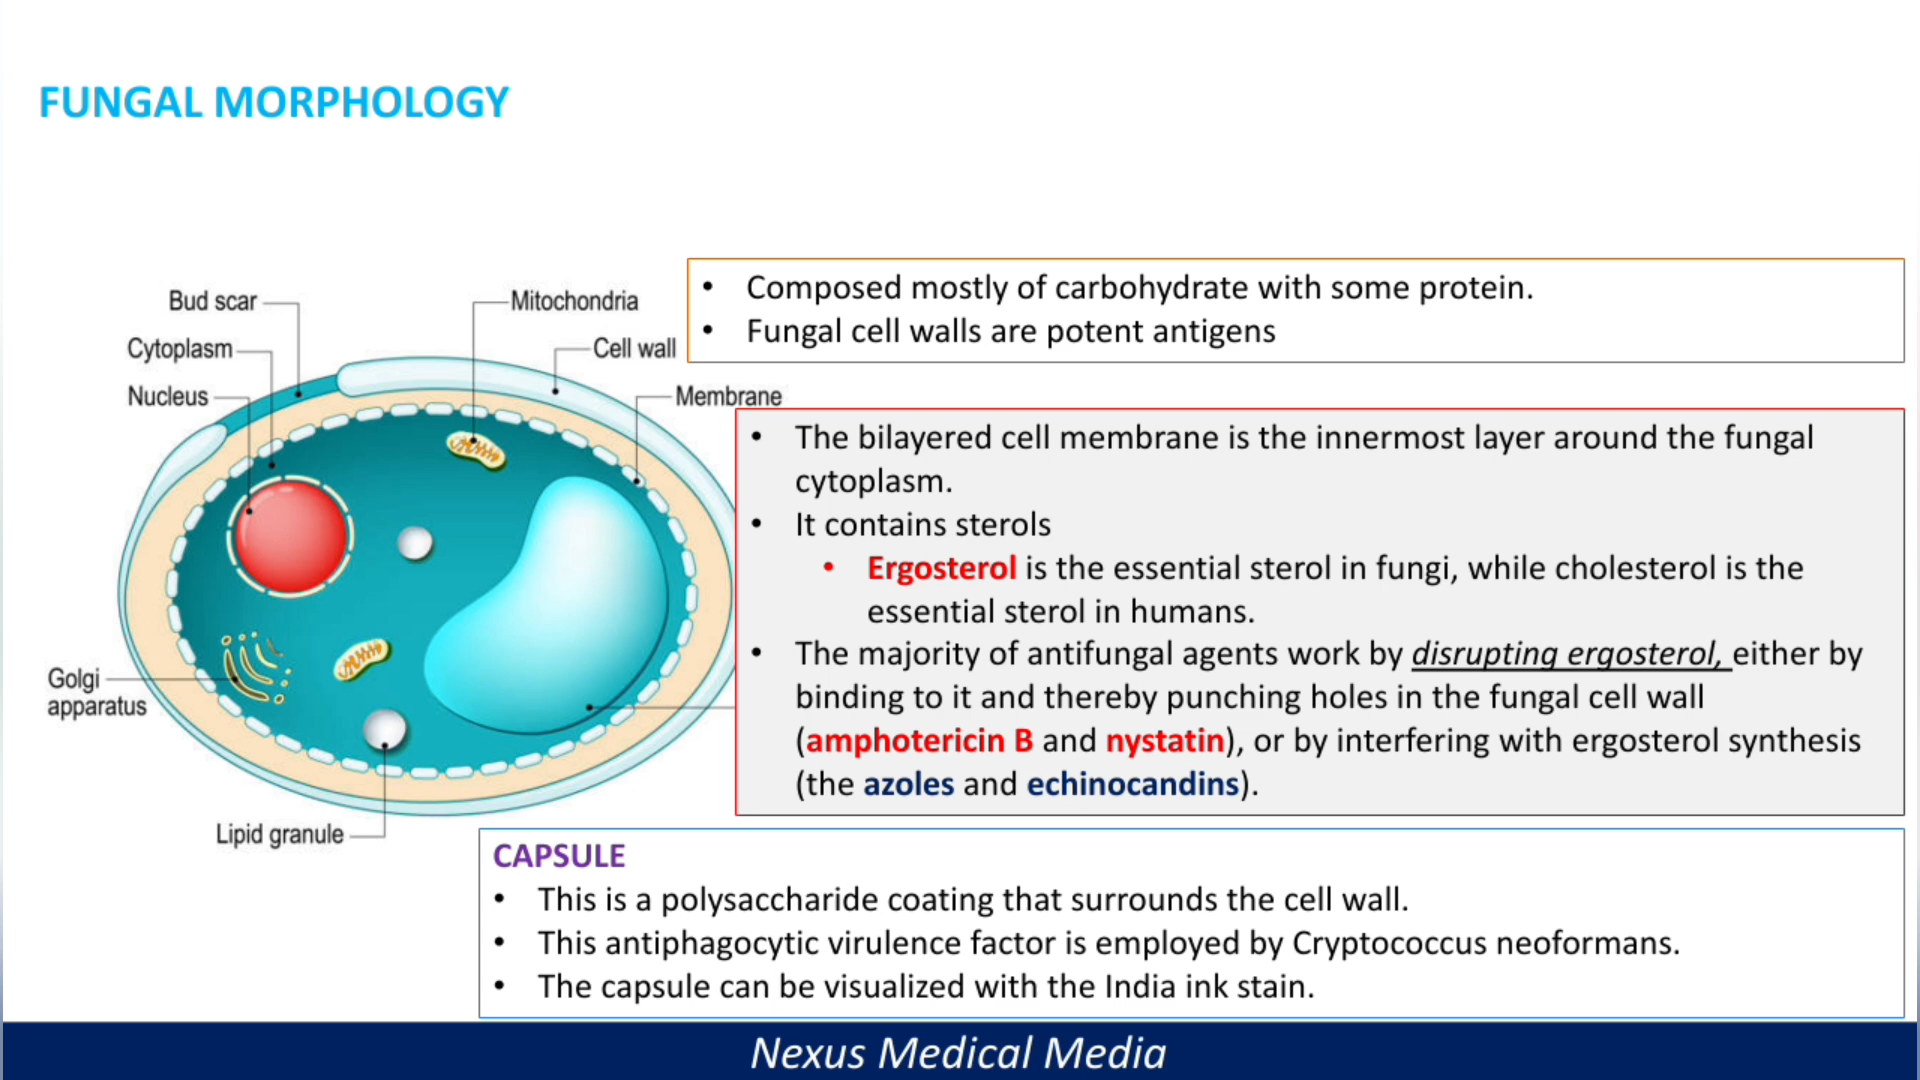 FUNGAL MORPHOLOGY
Bud scar
Cytoplasm
Nucleus
Mitochondria
Cell wall
Membrane
Golgi
apparatus
Lipid granule
• Composed mostly of carbohydrate with some protein.
• Fungal cell walls are potent antigens
• The bilayered cell membrane is the innermost layer around the fungal
cytoplasm.
• It contains sterols
• Ergosterol is the essential sterol in fungi, while cholesterol is the
essential sterol in humans.
• The majority of antifungal agents work by disrupting ergosterol, either by
binding to it and thereby punching holes in the fungal cell wall
(amphotericin B and nystatin), or by interfering with ergosterol synthesis
(the azoles and echinocandins).
CAPSULE
• This is a polysaccharide coating that surrounds the cell wall.
• This antiphagocytic virulence factor is employed by Cryptococcus neoformans.
• The capsule can be visualized with the India ink stain.
Nexus Medical Media